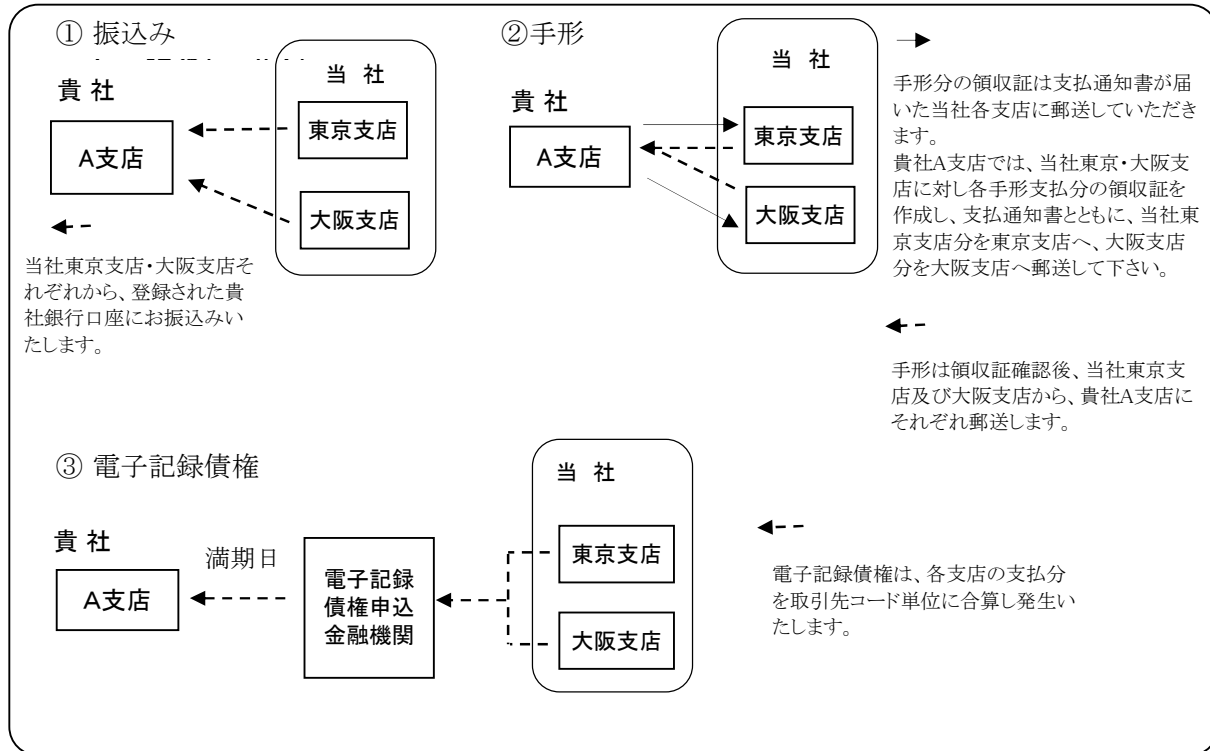 ① 振込み
当 社
貴 社
東京支店
A支店
大阪支店
当社東京支店・大阪支店そ
れぞれから、登録された貴
社銀行口座にお振込みい
たします。
②手形
当 社
貴 社
東京支店
A支店
大阪支店
手形分の領収証は支払通知書が届
いた当社各支店に郵送していただき
ます。
貴社A支店では、当社東京・大阪支
店に対し各手形支払分の領収証を
作成し、支払通知書とともに、当社東
京支店分を東京支店へ、大阪支店
分を大阪支店へ郵送して下さい。
手形は領収証確認後、当社東京支
店及び大阪支店から、貴社A支店に
それぞれ郵送します。
③ 電子記録債権
当 社
貴 社
満期日
東京支店
A支店
電子記録
債権申込
金融機関
大阪支店
電子記録債権は、各支店の支払分
を取引先コード単位に合算し発生い
たします。